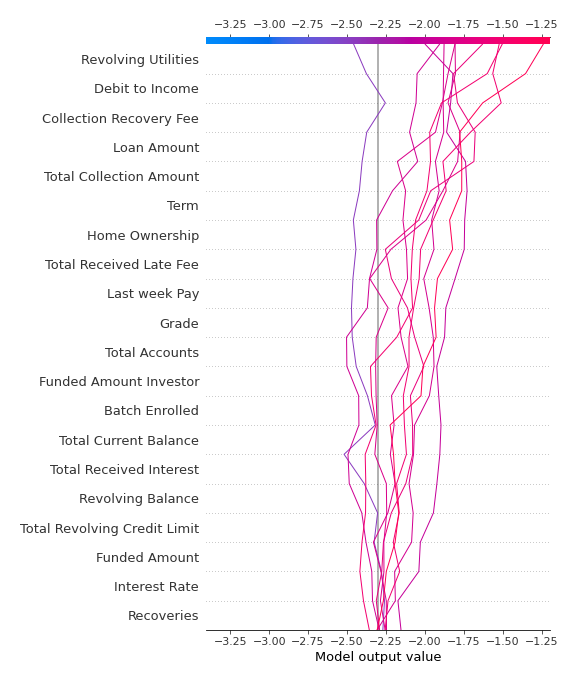 −3.25 −3.00 −2.75 −2.50 −2.25 −2.00 −1.75 −1.50 −1.25
Revolving Utilities
Debit to Income
Collection Recovery Fee
Loan Amount
Total Collection Amount
Term
Home Ownership
Total Received Late Fee
Last week Pay
Grade
Total Accounts
Funded Amount Investor
Batch Enrolled
Total Current Balance
Total Received Interest
Revolving Balance
Total Revolving Credit Limit
Funded Amount
Interest Rate
Recoveries
−3.25 −3.00 −2.75 −2.50 −2.25 −2.00 −1.75 −1.50 −1.25
Model output value